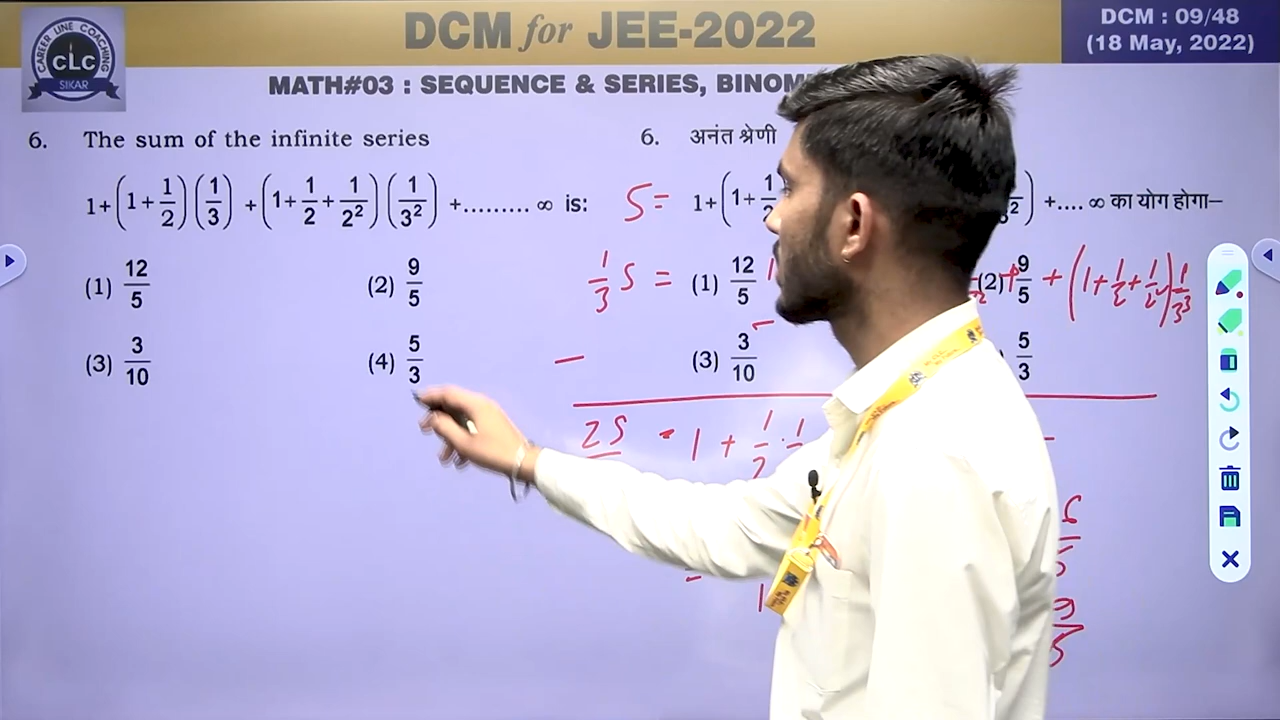 DCM for JEE-2022
DCM : 09/48
(18 May, 2022)
CAREER LINE COACHING
CLC
SIKAR
MATH#03 : SEQUENCE & SERIES,
6. The sum of the infinite series
1+(1+1/2)(1/3) +(1+1/2+1/2²)(1/3²) +......... ∞ is:
(1) 12/5 (2) 9/5
(3) 3/10 (4) 5/3
6. अनंत श्रेणी
S= 1+(1+ +.... ∞ का योग होगा–
1/3 S = (1) 12/5 (2) 9/5 + (1+1/2+1/2²)1/3³
(3) 3/10 5/3
2S 1 + 1/2 ·
6/5
9/5